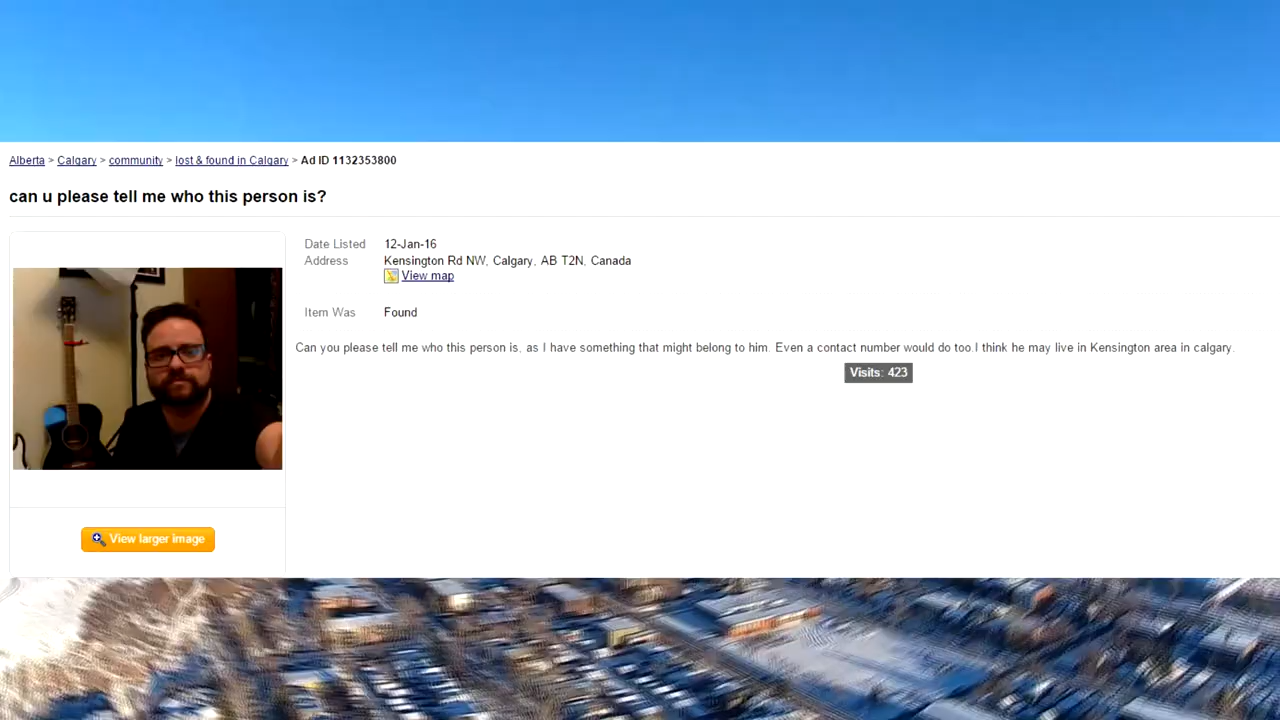 Alberta > Calgary > community > lost & found in Calgary > Ad ID 1132353800
can u please tell me who this person is?
Date Listed 12-Jan-16
Address Kensington Rd NW, Calgary, AB T2N, Canada
View map
Item Was Found
Can you please tell me who this person is, as I have something that might belong to him. Even a contact number would do too.I think he may live in Kensington area in calgary.
Visits: 423
View larger image